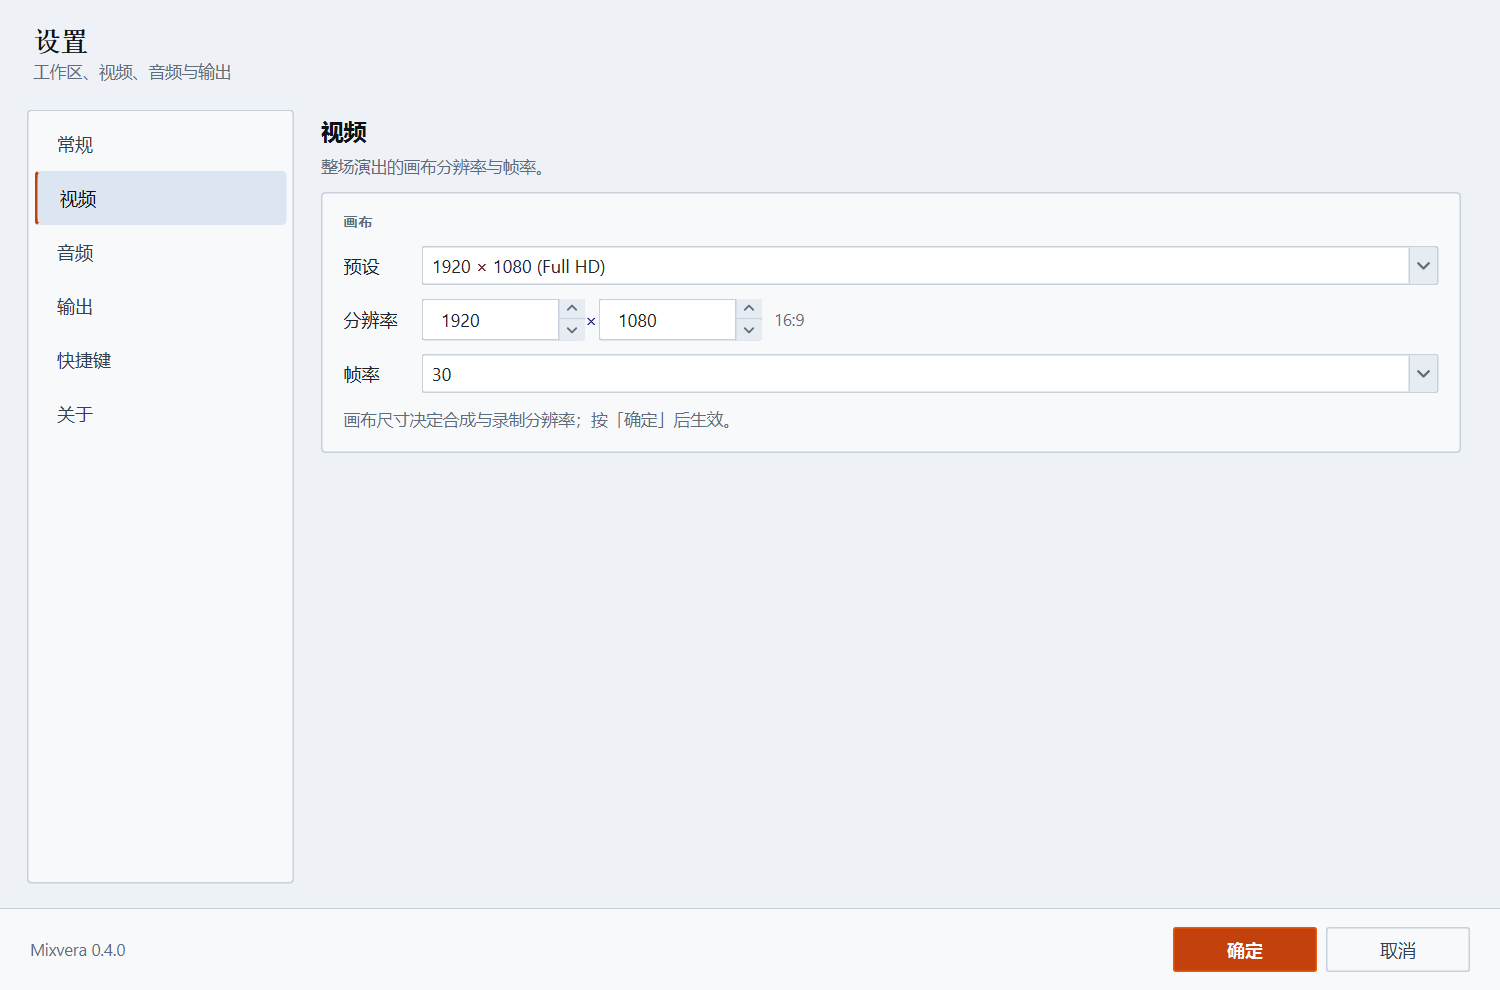 设置
工作区、视频、音频与输出
常规
视频
音频
输出
快捷键
关于
视频
整场演出的画布分辨率与帧率。
画布
预设 1920 × 1080 (Full HD)
分辨率 1920 × 1080 16:9
帧率 30
画布尺寸决定合成与录制分辨率；按「确定」后生效。
Mixvera 0.4.0
确定 取消